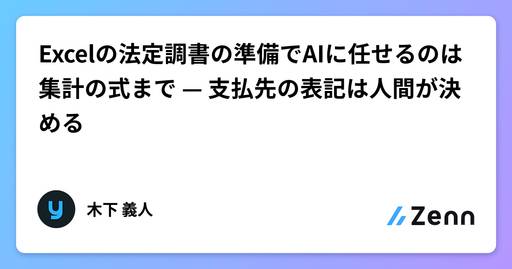 Excelの法定調書の準備でAIに任せるのは
集計の式まで — 支払先の表記は人間が決
める
y
木下 義人
Zenn